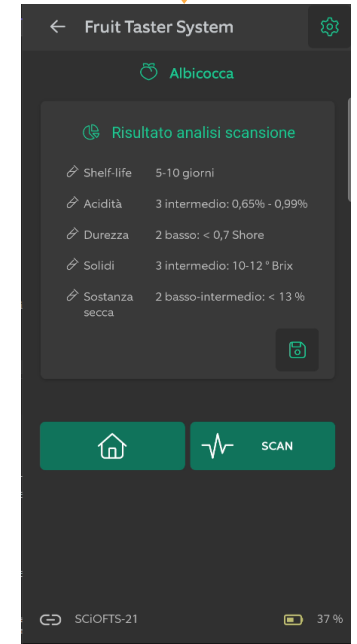 Fruit Taster System
Albicocca
Risultato analisi scansione
Shelf-life 5-10 giorni
Acidità 3 intermedio: 0,65% - 0,99%
Durezza 2 basso: < 0,7 Shore
Solidi 3 intermedio: 10-12 ° Brix
Sostanza 2 basso-intermedio: < 13 %
secca
SCAN
SCiOFTS-21 37 %